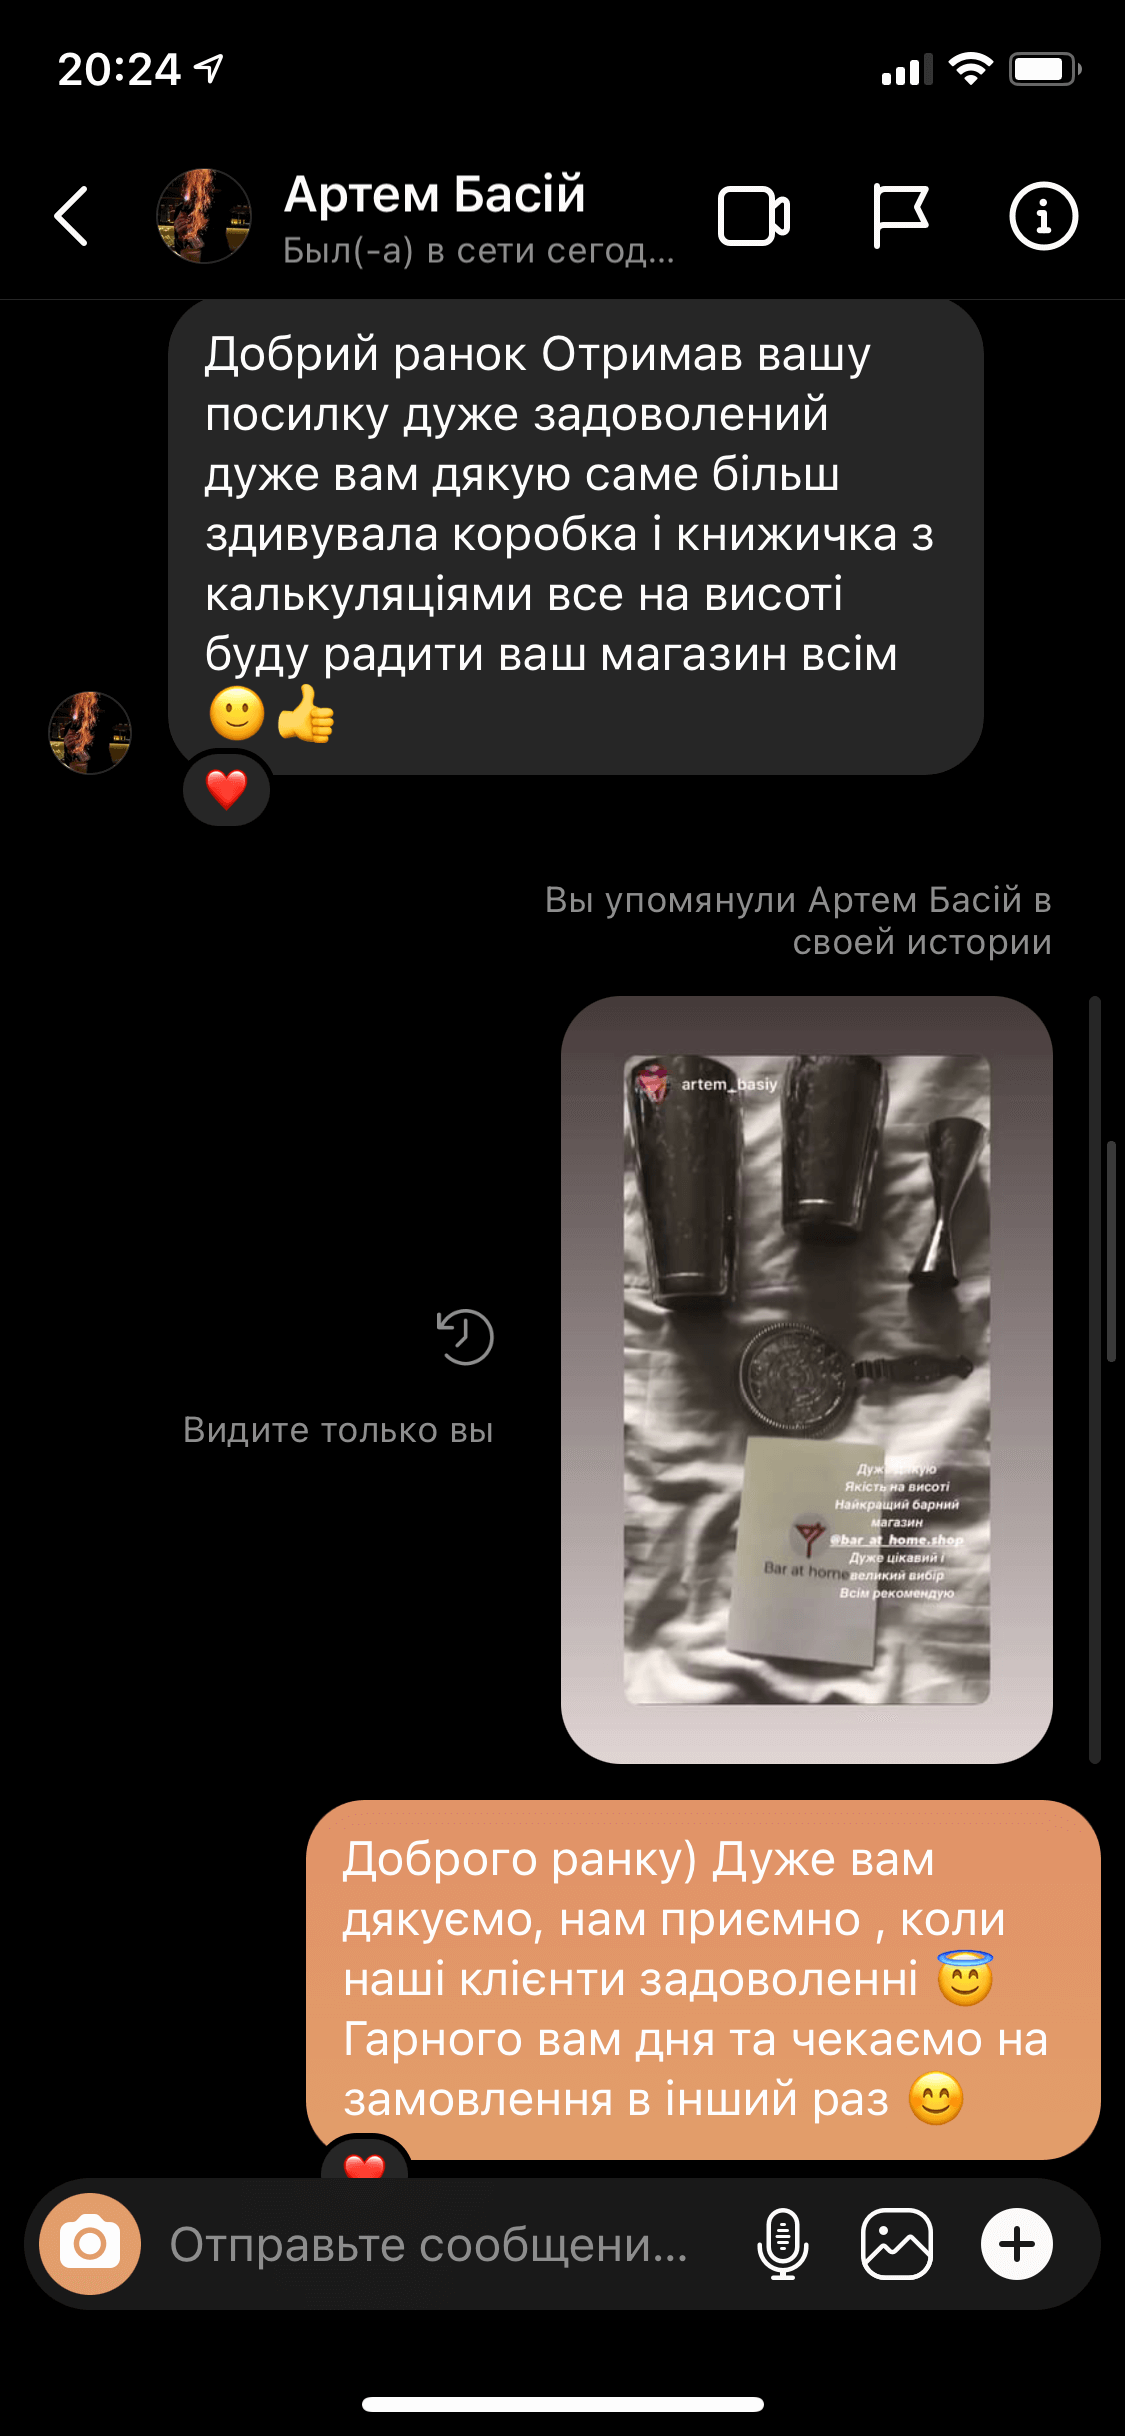 20:24
Артем Басій
Был(-а) в сети сегод...
Добрий ранок Отримав вашу
посилку дуже задоволений
дуже вам дякую саме більш
здивувала коробка і книжичка з
калькуляціями все на висоті
буду радити ваш магазин всім
🙂👍
❤️
Вы упомянули Артем Басій в
своей истории
artem_basiy
Дуже дякую
Якість на висоті
Найкращий барний
магазин
@bar_at_home.shop
Дуже цікавий і
великий вибір
Всім рекомендую
Bar at home
Видите только вы
Доброго ранку) Дуже вам
дякуємо, нам приємно , коли
наші клієнти задоволенні 😇
Гарного вам дня та чекаємо на
замовлення в інший раз 😊
❤️
Отправьте сообщени...